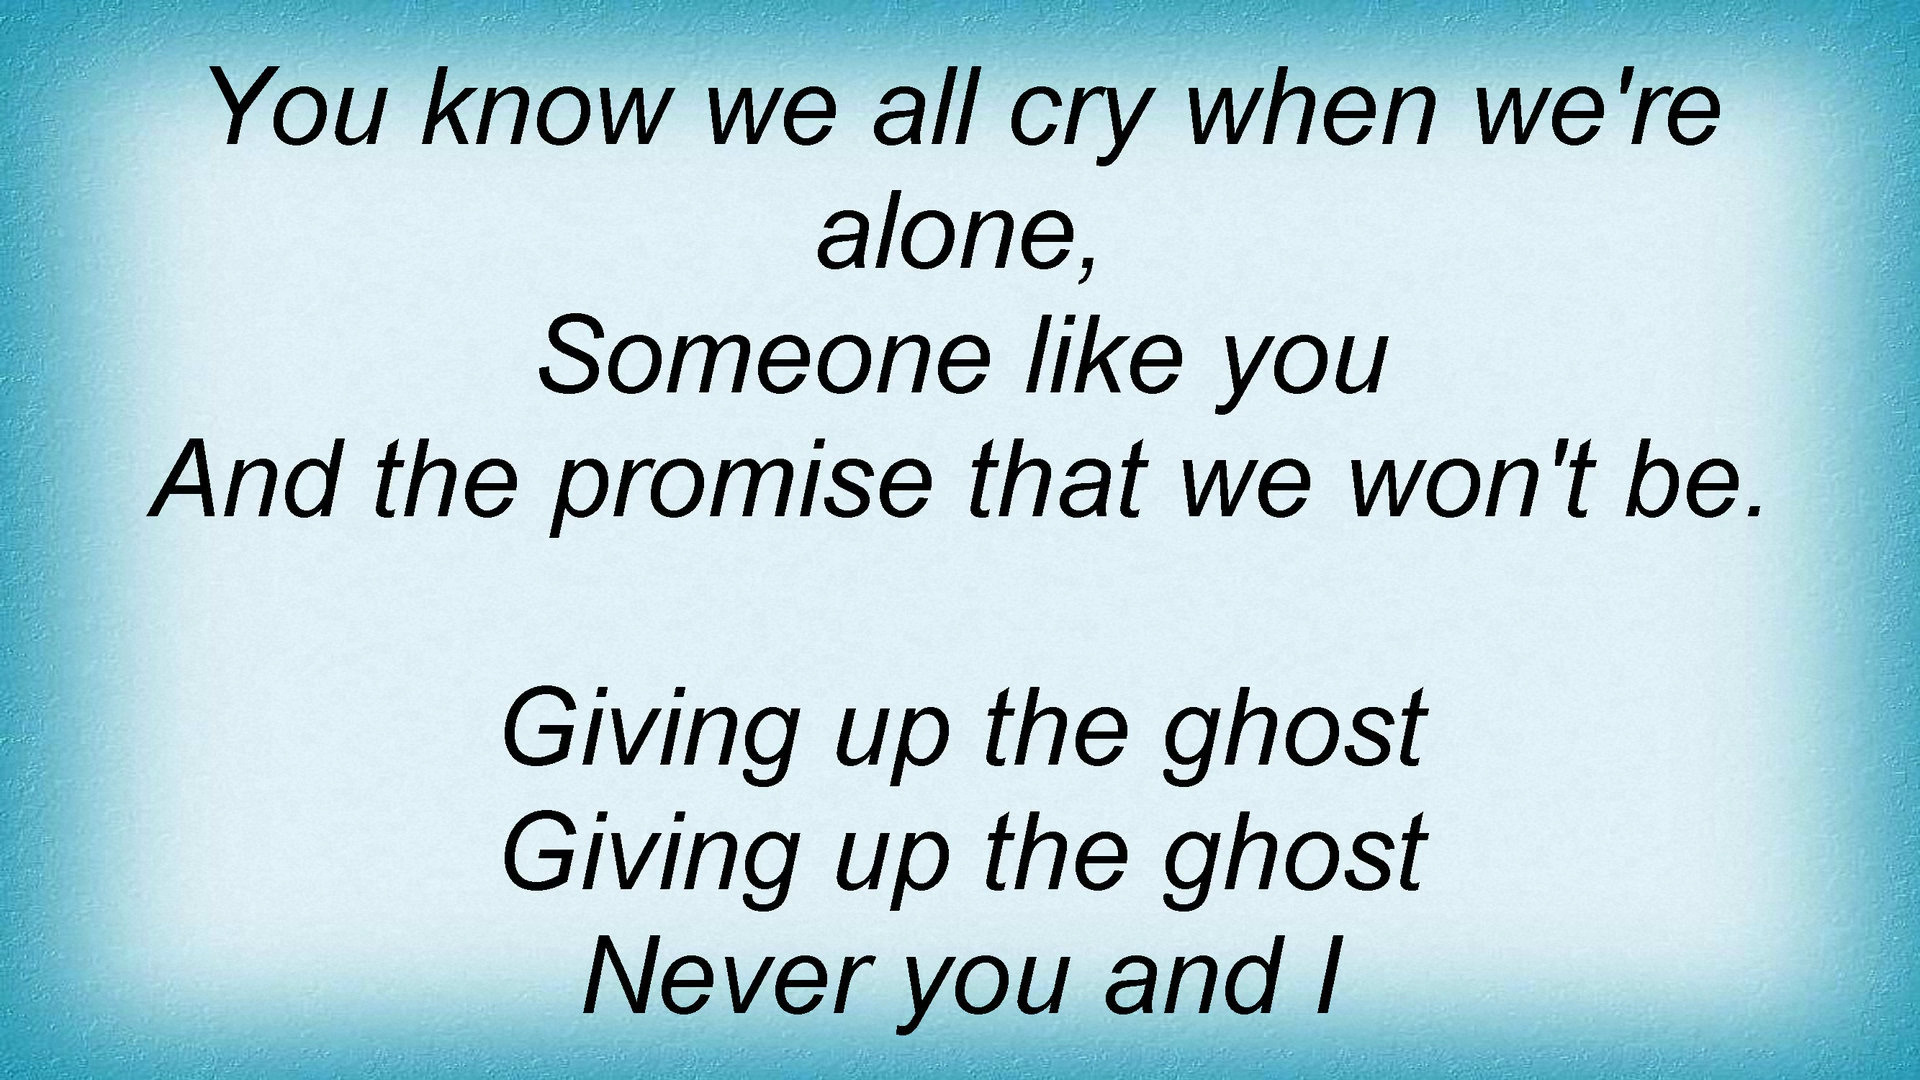 You know we all cry when we're
alone,
Someone like you
And the promise that we won't be.

Giving up the ghost
Giving up the ghost
Never you and I